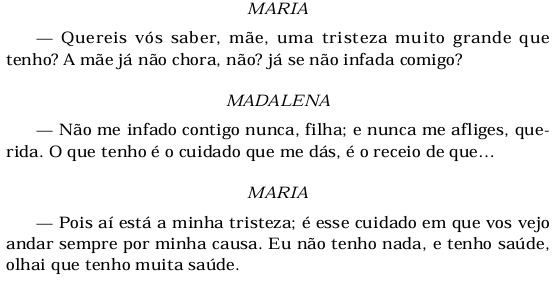 MARIA
— Quereis vós saber, mãe, uma tristeza muito grande que
tenho? A mãe já não chora, não? já se não infada comigo?
MADALENA
— Não me infado contigo nunca, filha; e nunca me afliges, que-
rida. O que tenho é o cuidado que me dás, é o receio de que...
MARIA
— Pois aí está a minha tristeza; é esse cuidado em que vos vejo
andar sempre por minha causa. Eu não tenho nada, e tenho saúde,
olhai que tenho muita saúde.